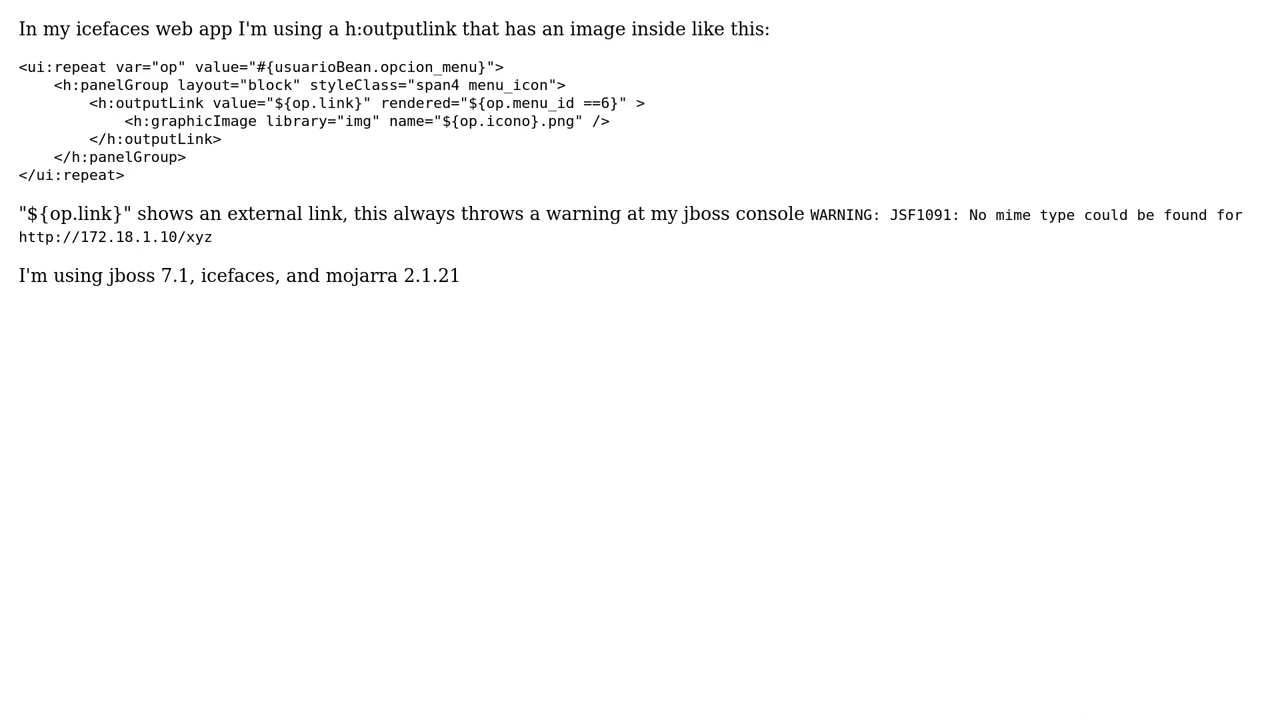 In my icefaces web app I'm using a h:outputlink that has an image inside like this:
<ui:repeat var="op" value="#{usuarioBean.opcion_menu}">
    <h:panelGroup layout="block" styleClass="span4 menu_icon">
        <h:outputLink value="${op.link}" rendered="${op.menu_id ==6}" >
            <h:graphicImage library="img" name="${op.icono}.png" />
        </h:outputLink>
    </h:panelGroup>
</ui:repeat>
"${op.link}" shows an external link, this always throws a warning at my jboss console WARNING: JSF1091: No mime type could be found for
http://172.18.1.10/xyz
I'm using jboss 7.1, icefaces, and mojarra 2.1.21